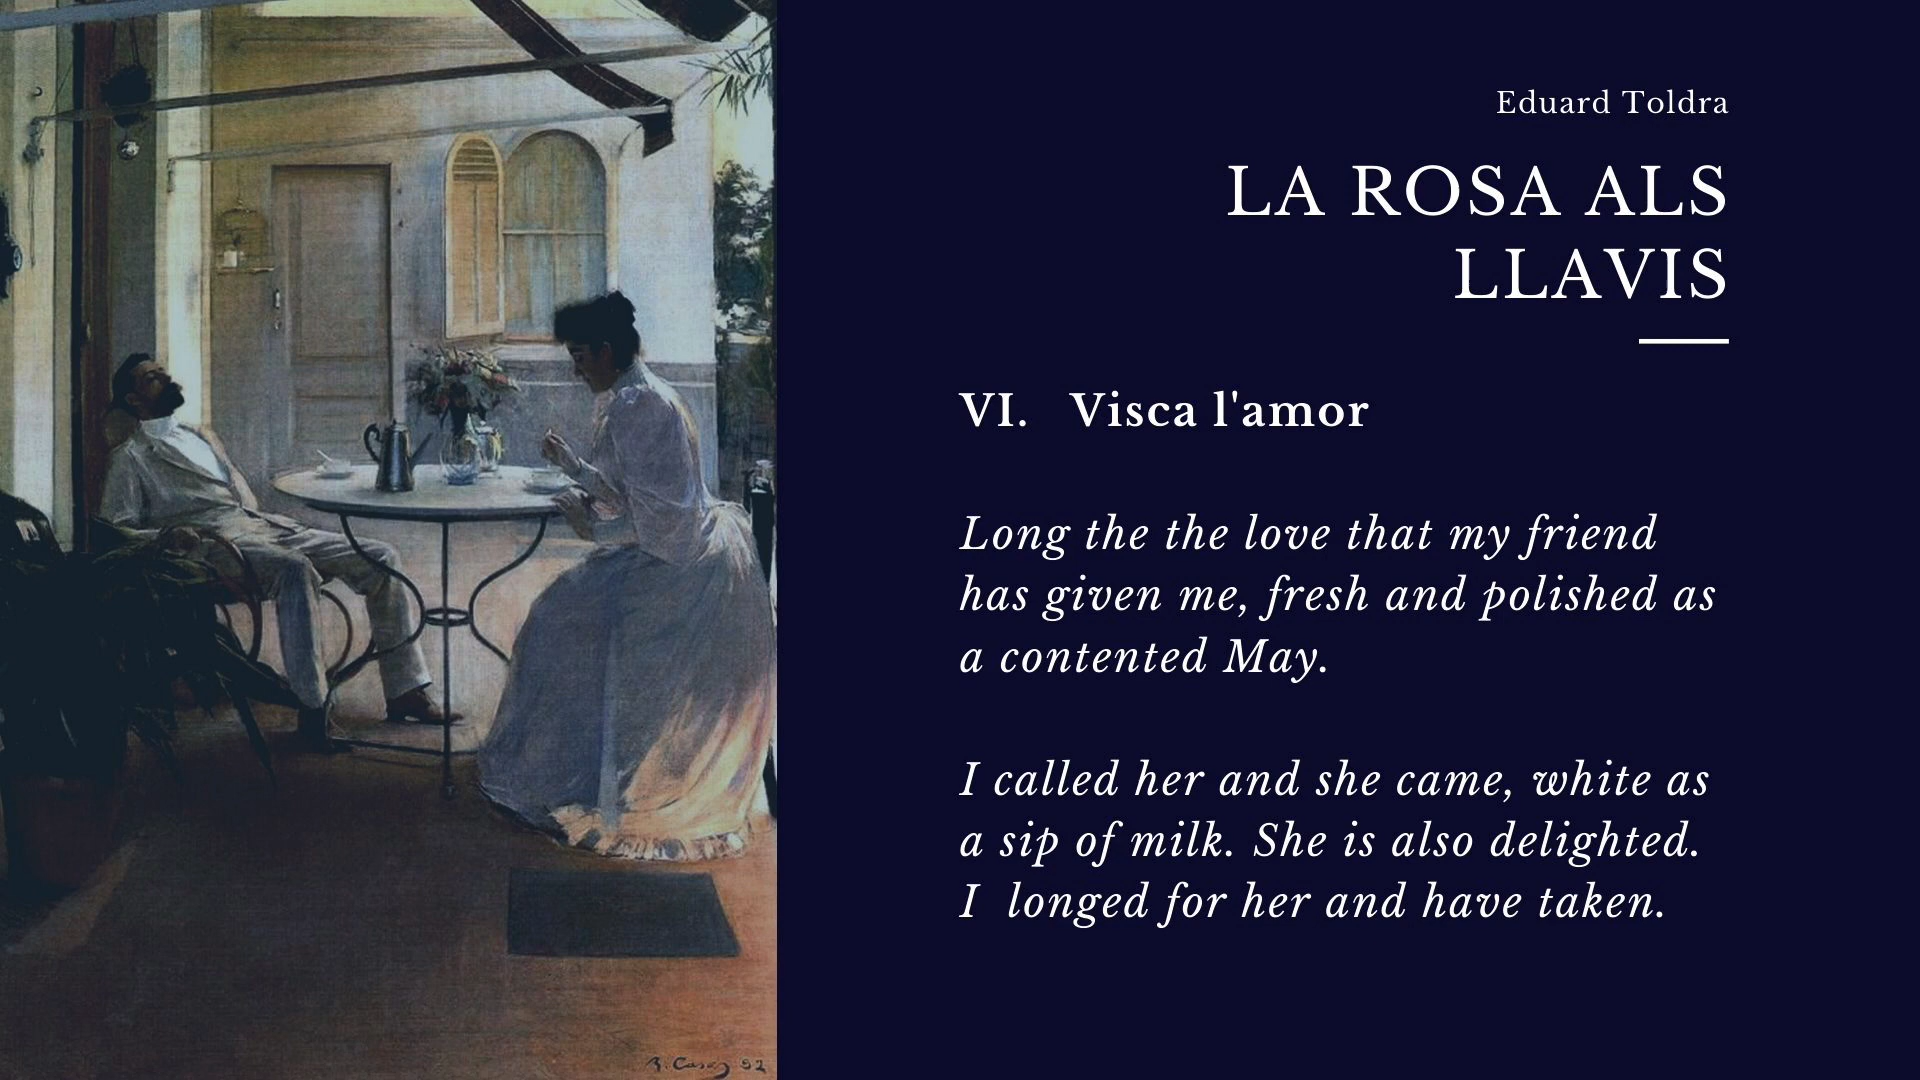 Eduard Toldra
LA ROSA ALS
LLAVIS
VI. Visca l'amor
Long the the love that my friend
has given me, fresh and polished as
a contented May.
I called her and she came, white as
a sip of milk. She is also delighted.
I longed for her and have taken.
R. Casas 92